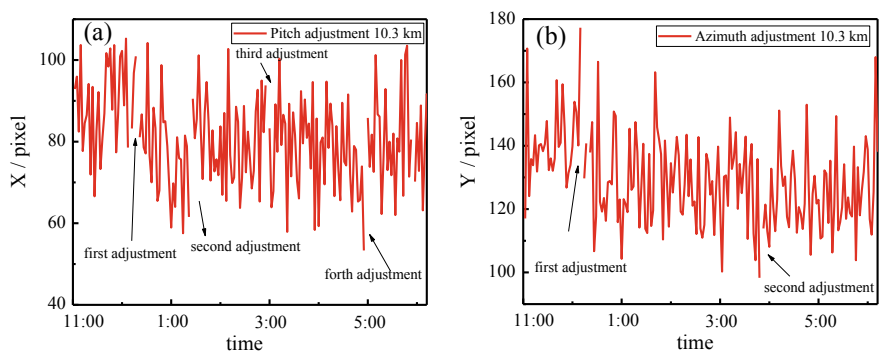 (a)
Pitch adjustment 10.3 km
third adjustment
100
80
60
40
X / pixel
first adjustment
second adjustment
forth adjustment
11:00
1:00
3:00
5:00
time
(b)
Azimuth adjustment 10.3 km
180
160
140
120
100
Y / pixel
first adjustment
second adjustment
11:00
1:00
3:00
5:00
time